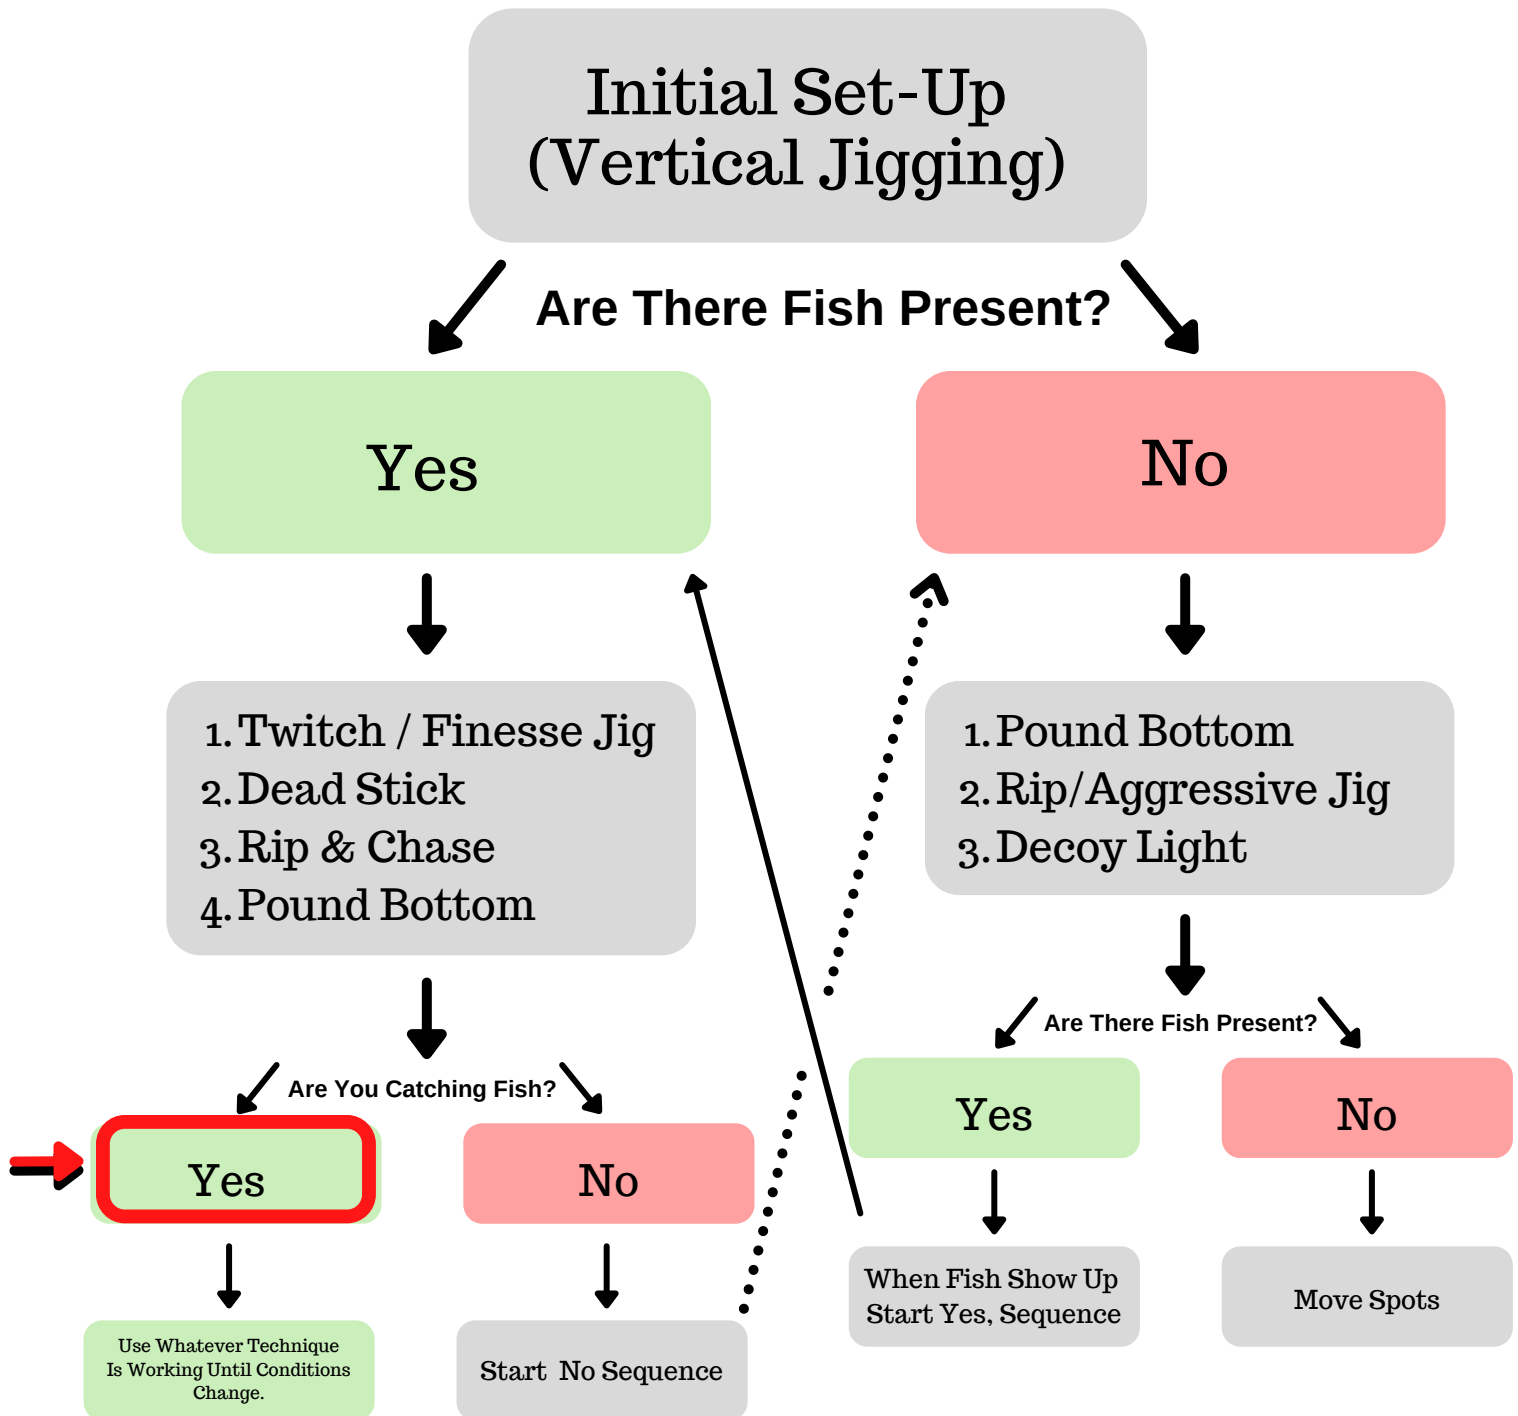 Initial Set-Up
(Vertical Jigging)
Are There Fish Present?
Yes
No
1. Twitch / Finesse Jig
2. Dead Stick
3. Rip & Chase
4. Pound Bottom
1. Pound Bottom
2. Rip/Aggressive Jig
3. Decoy Light
Are You Catching Fish?
Yes
No
Use Whatever Technique
Is Working Until Conditions
Change.
Start No Sequence
Are There Fish Present?
Yes
No
When Fish Show Up
Start Yes, Sequence
Move Spots